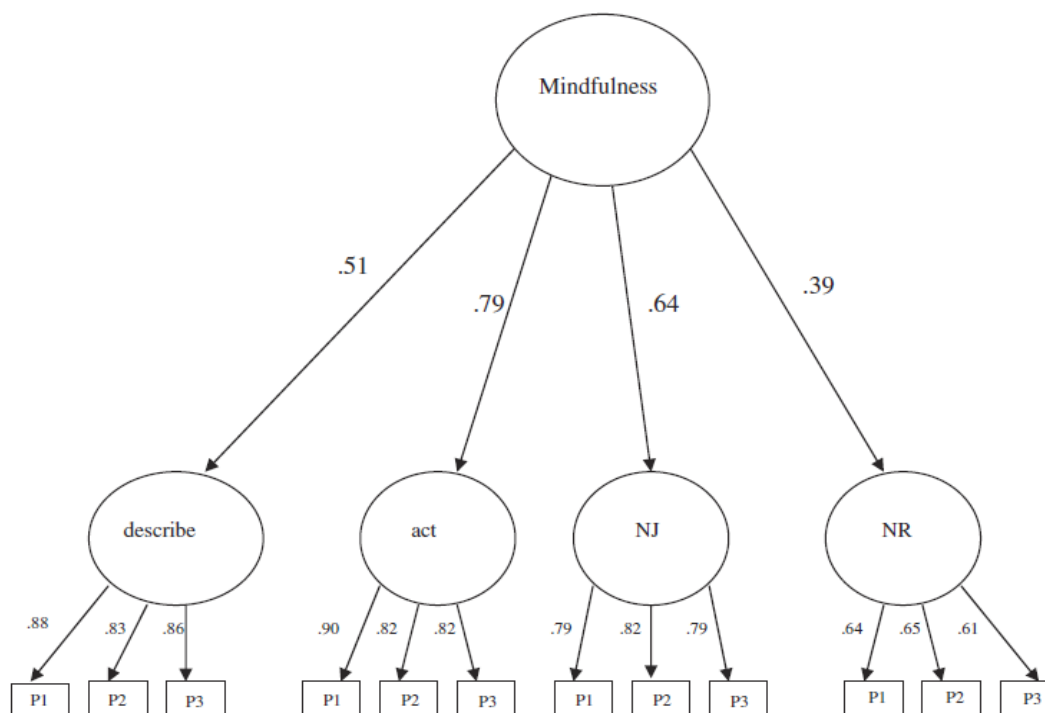 Mindfulness
.51
.79
.64
.39
describe
act
NJ
NR
.88
.83
.86
.90
.82
.82
.79
.82
.79
.64
.65
.61
P1
P2
P3
P1
P2
P3
P1
P2
P3
P1
P2
P3